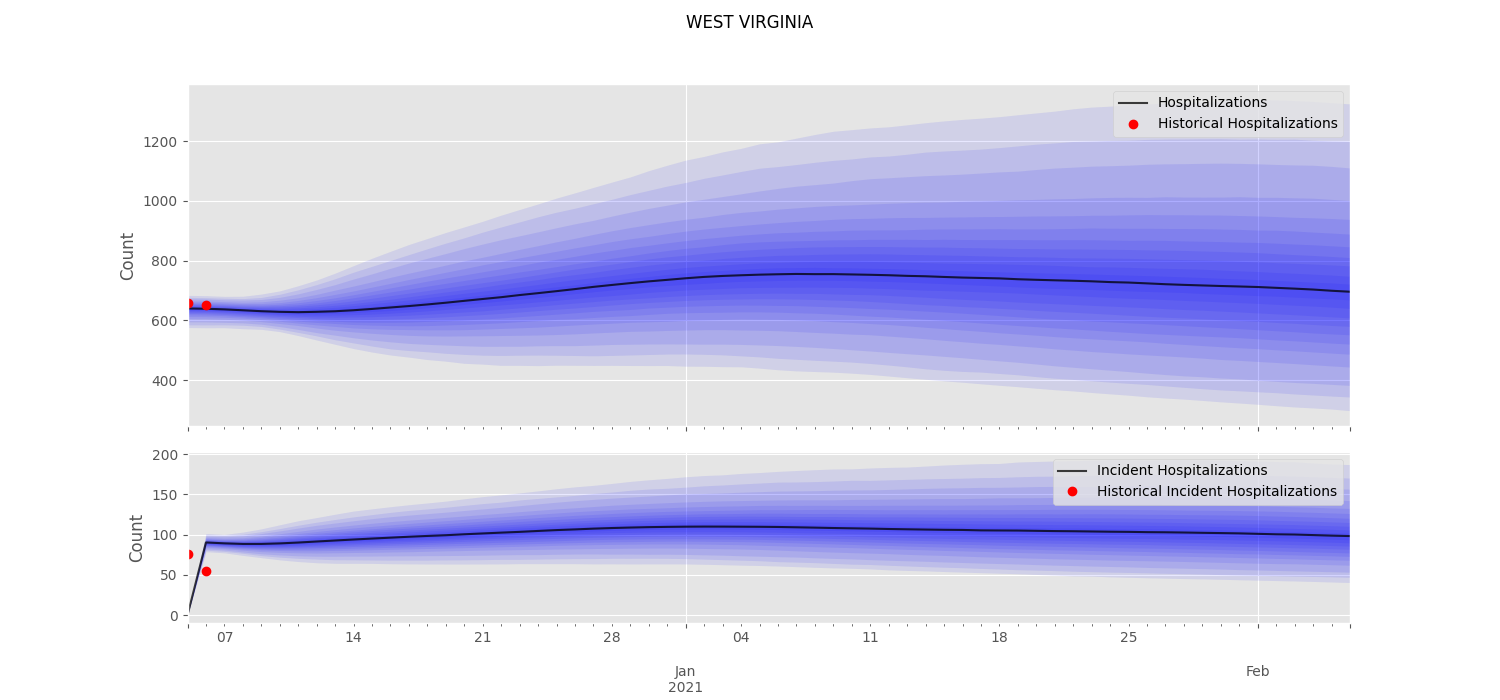 WEST VIRGINIA
Hospitalizations
Historical Hospitalizations
Count
1200
1000
800
600
400
Incident Hospitalizations
Historical Incident Hospitalizations
Count
200
150
100
50
0
07 14 21 28 04 11 18 25
Jan Feb
2021